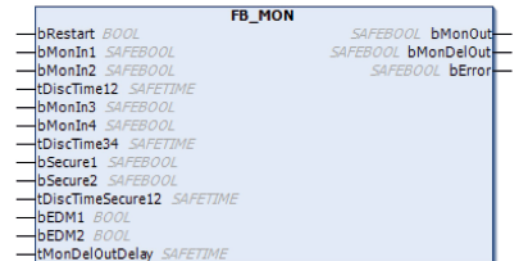 FB_MON
bRestart BOOL SAFEBOOL bMonOut
bMonIn1 SAFEBOOL SAFEBOOL bMonDelOut
bMonIn2 SAFEBOOL SAFEBOOL bError
tDiscTime12 SAFETIME
bMonIn3 SAFEBOOL
bMonIn4 SAFEBOOL
tDiscTime34 SAFETIME
bSecure1 SAFEBOOL
bSecure2 SAFEBOOL
tDiscTimeSecure12 SAFETIME
bEDM1 BOOL
bEDM2 BOOL
tMonDelOutDelay SAFETIME